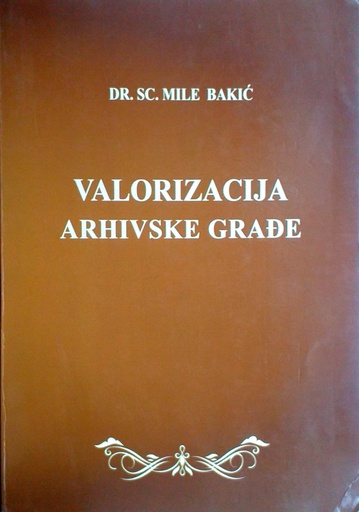 DR. SC. MILE BAKIĆ
VALORIZACIJA
ARHIVSKE GRAĐE